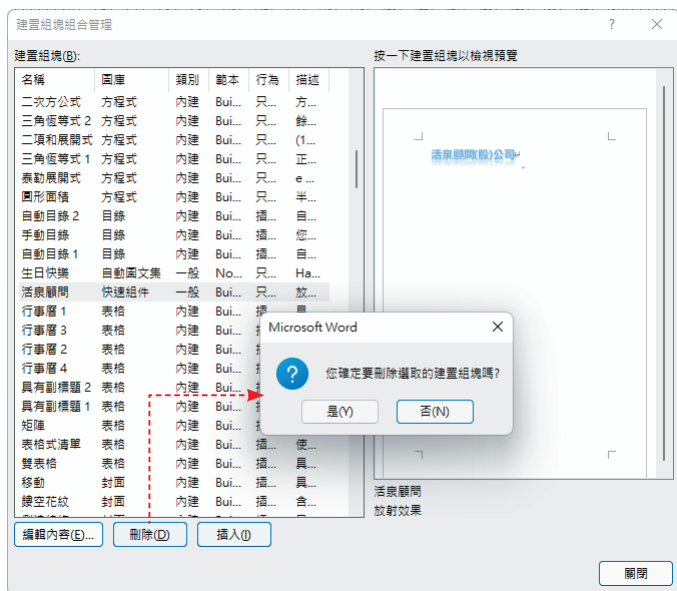 建置組塊組合管理 ? ×
建置組塊(B): 按一下建置組塊以檢視預覽
名稱 圖庫 類別 範本 行為 描述
二次方公式 方程式 內建 Bui... 只... 方...
三角恆等式 2 方程式 內建 Bui... 只... 餘...
二項和展開式 方程式 內建 Bui... 只... (1...
三角恆等式 1 方程式 內建 Bui... 只... 正...
泰勒展開式 方程式 內建 Bui... 只... e ...
圓形面積 方程式 內建 Bui... 只... 半...
自動目錄 2 目錄 內建 Bui... 插... 自...
手動目錄 目錄 內建 Bui... 插... 您...
自動目錄 1 目錄 內建 Bui... 插... 自...
生日快樂 自動圖文集 一般 No... 只... Ha...
活泉顧問 快速組件 一般 Bui... 只... 放...
行事曆 1 表格 內建 Bui... 插...
行事曆 3 表格 內建 Bui...
行事曆 2 表格 內建 Bui...
行事曆 4 表格 內建 Bui...
具有副標題 2 表格 內建 Bui...
具有副標題 1 表格 內建 Bui...
矩陣 表格 內建 Bui...
表格式清單 表格 內建 Bui... 插... 使...
雙表格 表格 內建 Bui... 插... 具...
移動 封面 內建 Bui... 插... 具...
鏤空花紋 封面 內建 Bui... 插... 含...
活泉顧問(股)公司
Microsoft Word ×
您確定要刪除選取的建置組塊嗎?
是(Y) 否(N)
活泉顧問
放射效果
編輯內容(E)... 刪除(D) 插入(I)
關閉